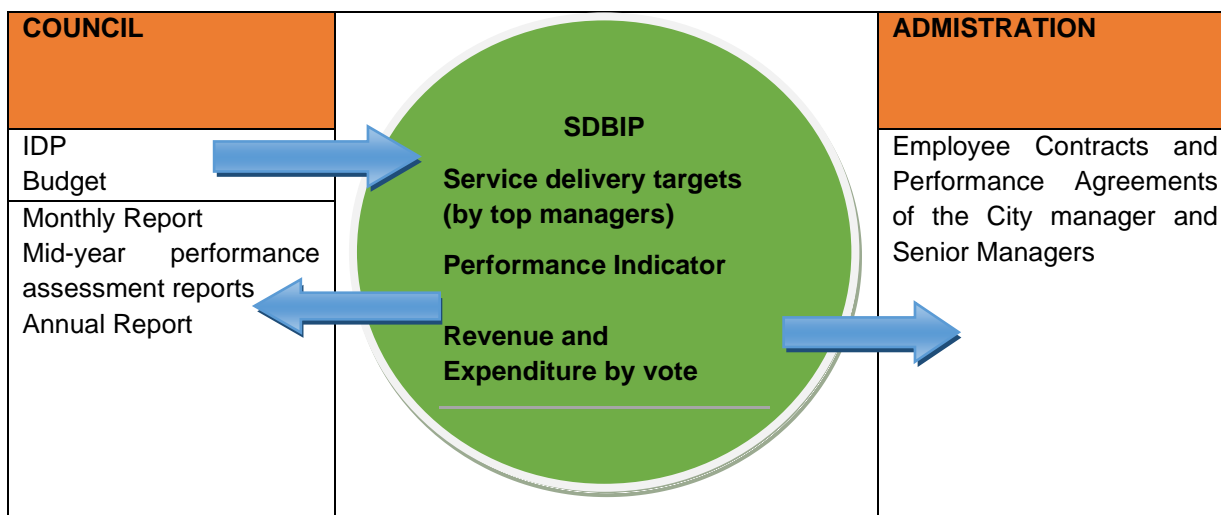 COUNCIL
IDP
Budget
Monthly Report
Mid-year performance
assessment reports
Annual Report
SDBIP
Service delivery targets
(by top managers)
Performance Indicator
Revenue and
Expenditure by vote
ADMISTRATION
Employee Contracts and
Performance Agreements
of the City manager and
Senior Managers